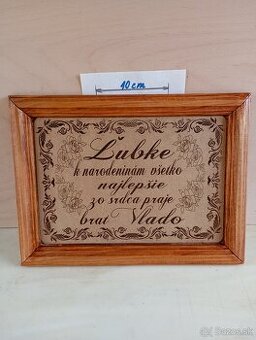 10 cm
Ľubke
k narodeninám všetko
najlepšie
zo srdca praje
brat Vlado
bazos.sk